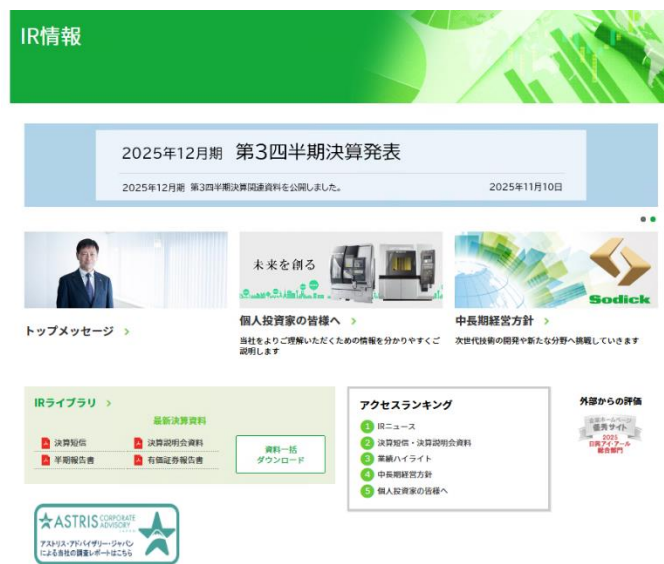 IR情報
2025年12月期 第3四半期決算発表
2025年12月期 第3四半期決算関連資料を公開しました。
2025年11月10日
未来を創る
Sodick
トップメッセージ
個人投資家の皆様へ
当社をよりご理解いただくための情報を分かりやすくご
説明します
中長期経営方針
次世代技術の開発や新たな分野へ挑戦していきます
IRライブラリ
最新決算資料
決算短信
決算説明会資料
半期報告書
有価証券報告書
資料一括
ダウンロード
アクセスランキング
1 IRニュース
2 決算短信・決算説明会資料
3 業績ハイライト
4 中長期経営方針
5 個人投資家の皆様へ
外部からの評価
全上場ホームページ
優秀サイト
2025
日興アイ・アール
総合部門
ASTRIS CORPORATE
ADVISORY
アストリス・アドバイザリー・ジャパン
による当社の調査レポートはこちら